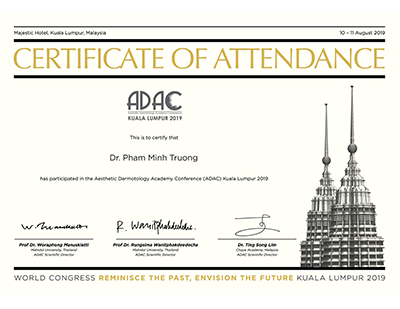 Majestic Hotel, Kuala Lumpur, Malaysia
10 – 11 August 2019
CERTIFICATE OF ATTENDANCE
ADAC
KUALA LUMPUR 2019
This is to certify that
Dr. Pham Minh Truong
has participated in the Aesthetic Dermotology Academy Conference (ADAC) Kuala Lumpur 2019
Prof Dr. Woraphong Manuskiatti
Mahidol University, Thailand
ADAC Scientific Director
Prof Dr. Rungsima Wanitphakdeedecha
Mahidol University, Thailand
ADAC Scientific Director
Dr. Ting Song Lim
Clique Academy, Malaysia
ADAC Scientific Director
WORLD CONGRESS REMINISCE THE PAST, ENVISION THE FUTURE KUALA LUMPUR 2019